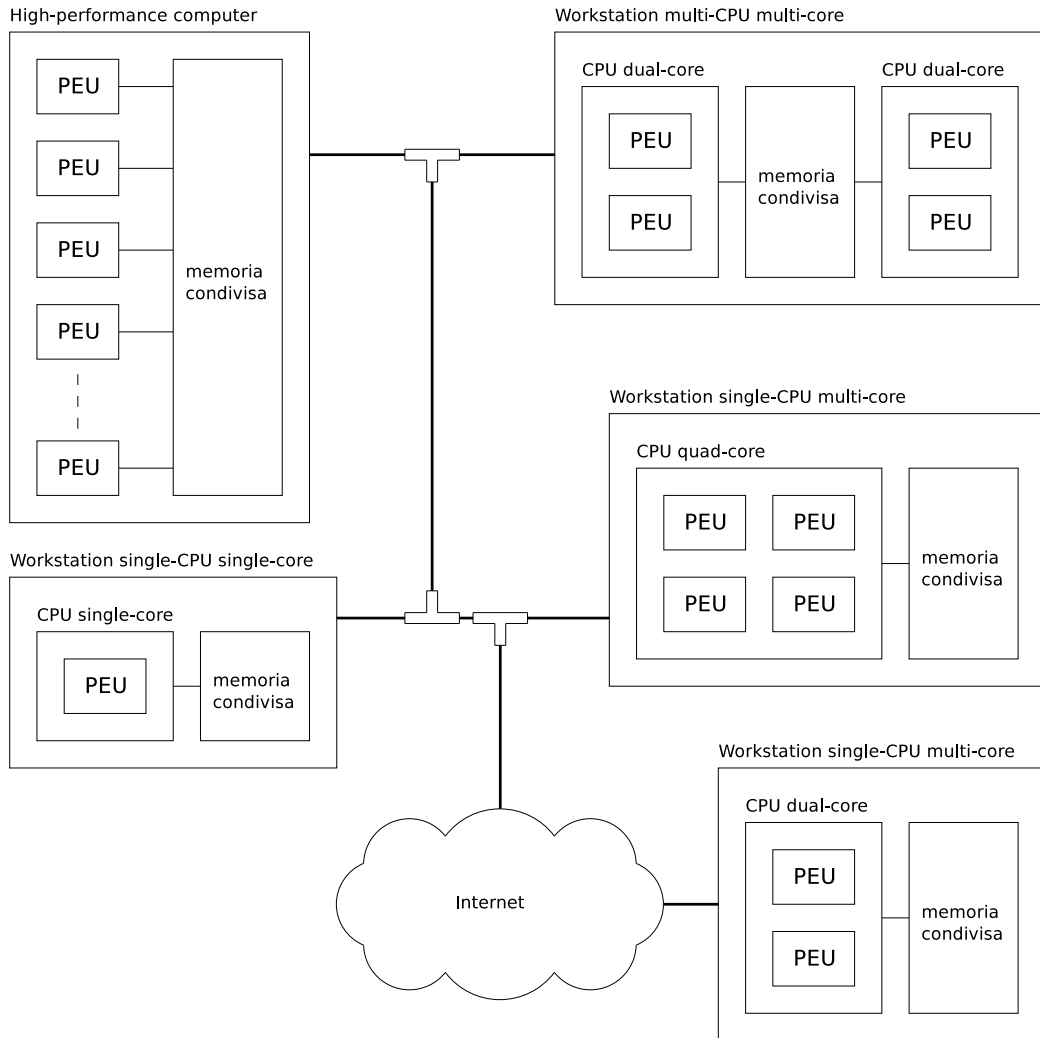 High-performance computer
PEU
PEU
PEU
PEU
PEU
memoria
condivisa
Workstation multi-CPU multi-core
CPU dual-core
PEU
PEU
memoria
condivisa
CPU dual-core
PEU
PEU
Workstation single-CPU multi-core
CPU quad-core
PEU
PEU
PEU
PEU
memoria
condivisa
Workstation single-CPU single-core
CPU single-core
PEU
memoria
condivisa
Internet
Workstation single-CPU multi-core
CPU dual-core
PEU
PEU
memoria
condivisa